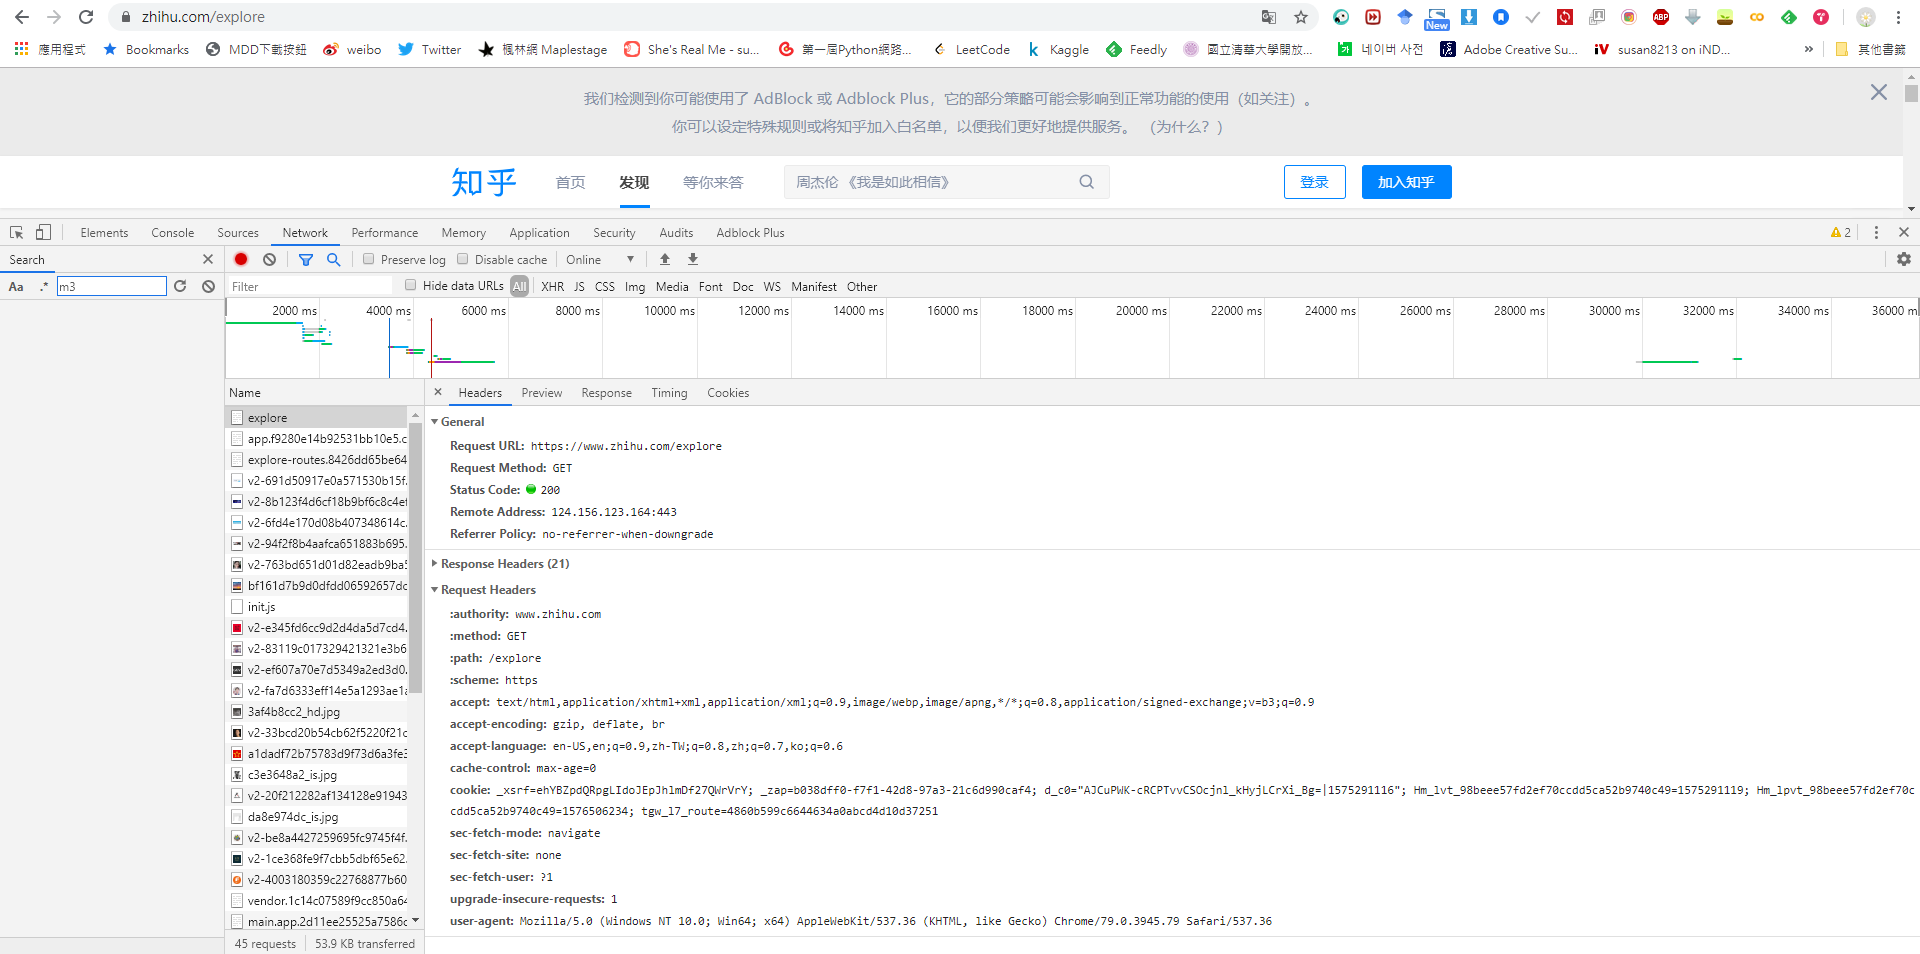 zhihu.com/explore
New
ABP
應用程式 Bookmarks MDD下載按鈕 weibo Twitter 楓林網 Maplestage She's Real Me - su... 第一屆Python網路... LeetCode Kaggle Feedly 國立清華大學開放... 네이버 사전 Adobe Creative Su... susan8213 on iND... » 其他書籤
我们检测到你可能使用了 AdBlock 或 Adblock Plus，它的部分策略可能会影响到正常功能的使用（如关注）。
你可以设定特殊规则或将知乎加入白名单，以便我们更好地提供服务。 （为什么？）
知乎 首页 发现 等你来答 周杰伦 《我是如此相信》 登录 加入知乎
Elements Console Sources Network Performance Memory Application Security Audits Adblock Plus 2
Search Preserve log Disable cache Online
Aa .* m3 Filter Hide data URLs All XHR JS CSS Img Media Font Doc WS Manifest Other
2000 ms 4000 ms 6000 ms 8000 ms 10000 ms 12000 ms 14000 ms 16000 ms 18000 ms 20000 ms 22000 ms 24000 ms 26000 ms 28000 ms 30000 ms 32000 ms 34000 ms 36000 m
Name Headers Preview Response Timing Cookies
explore
app.f9280e14b92531bb10e5.c
explore-routes.8426dd65be64
v2-691d50917e0a571530b15f.
v2-8b123f4d6cf18b9bf6c8c4ef
v2-6fd4e170d08b407348614c.
v2-94f2f8b4aafca651883b695.
v2-763bd651d01d82eadb9ba5
bf161d7b9d0dfdd06592657dc
init.js
v2-e345fd6cc9d2d4da5d7cd4.
v2-83119c017329421321e3b6
v2-ef607a70e7d5349a2ed3d0.
v2-fa7d6333eff14e5a1293ae1a
3af4b8cc2_hd.jpg
v2-33bcd20b54cb62f5220f21c
a1dadf72b75783d9f73d6a3fe3
c3e3648a2_is.jpg
v2-20f212282af134128e91943
da8e974dc_is.jpg
v2-be8a4427259695fc9745f4f.
v2-1ce368fe9f7cbb5dbf65e62.
v2-4003180359c22768877b60
vendor.1c14c07589f9cc850a64
main.app.2d11ee25525a7586c
45 requests 53.9 KB transferred
General
Request URL: https://www.zhihu.com/explore
Request Method: GET
Status Code: 200
Remote Address: 124.156.123.164:443
Referrer Policy: no-referrer-when-downgrade
Response Headers (21)
Request Headers
:authority: www.zhihu.com
:method: GET
:path: /explore
:scheme: https
accept: text/html,application/xhtml+xml,application/xml;q=0.9,image/webp,image/apng,*/*;q=0.8,application/signed-exchange;v=b3;q=0.9
accept-encoding: gzip, deflate, br
accept-language: en-US,en;q=0.9,zh-TW;q=0.8,zh;q=0.7,ko;q=0.6
cache-control: max-age=0
cookie: _xsrf=ehYBZpdQRpgLIdoJEpJhlmDf27QWrVrY; _zap=b038dff0-f7f1-42d8-97a3-21c6d990caf4; d_c0="AJCuPWK-cRCPTvvCSOcjnl_kHyjLCrXi_Bg=|1575291116"; Hm_lvt_98beee57fd2ef70ccdd5ca52b9740c49=1575291119; Hm_lpvt_98beee57fd2ef70c
cdd5ca52b9740c49=1576506234; tgw_l7_route=4860b599c6644634a0abcd4d10d37251
sec-fetch-mode: navigate
sec-fetch-site: none
sec-fetch-user: ?1
upgrade-insecure-requests: 1
user-agent: Mozilla/5.0 (Windows NT 10.0; Win64; x64) AppleWebKit/537.36 (KHTML, like Gecko) Chrome/79.0.3945.79 Safari/537.36